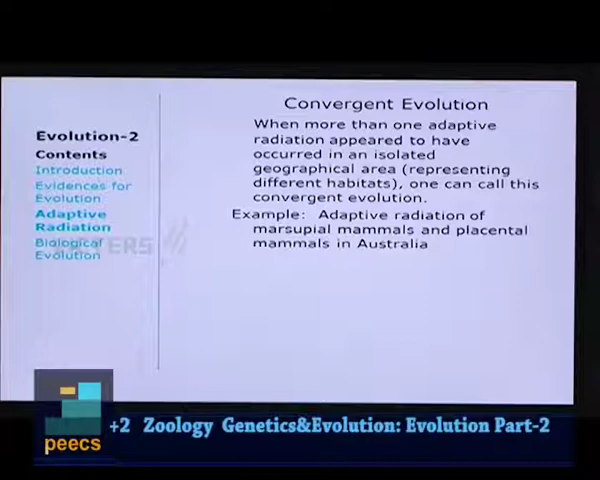 Convergent Evolution
When more than one adaptive
radiation appeared to have
occurred in an isolated
geographical area (representing
different habitats), one can call this
convergent evolution.
Example: Adaptive radiation of
marsupial mammals and placental
mammals in Australia
Evolution-2
Contents
Introduction
Evidences for
Evolution
Adaptive
Radiation
Biological
Evolution
peecs
+2 Zoology Genetics&Evolution: Evolution Part-2